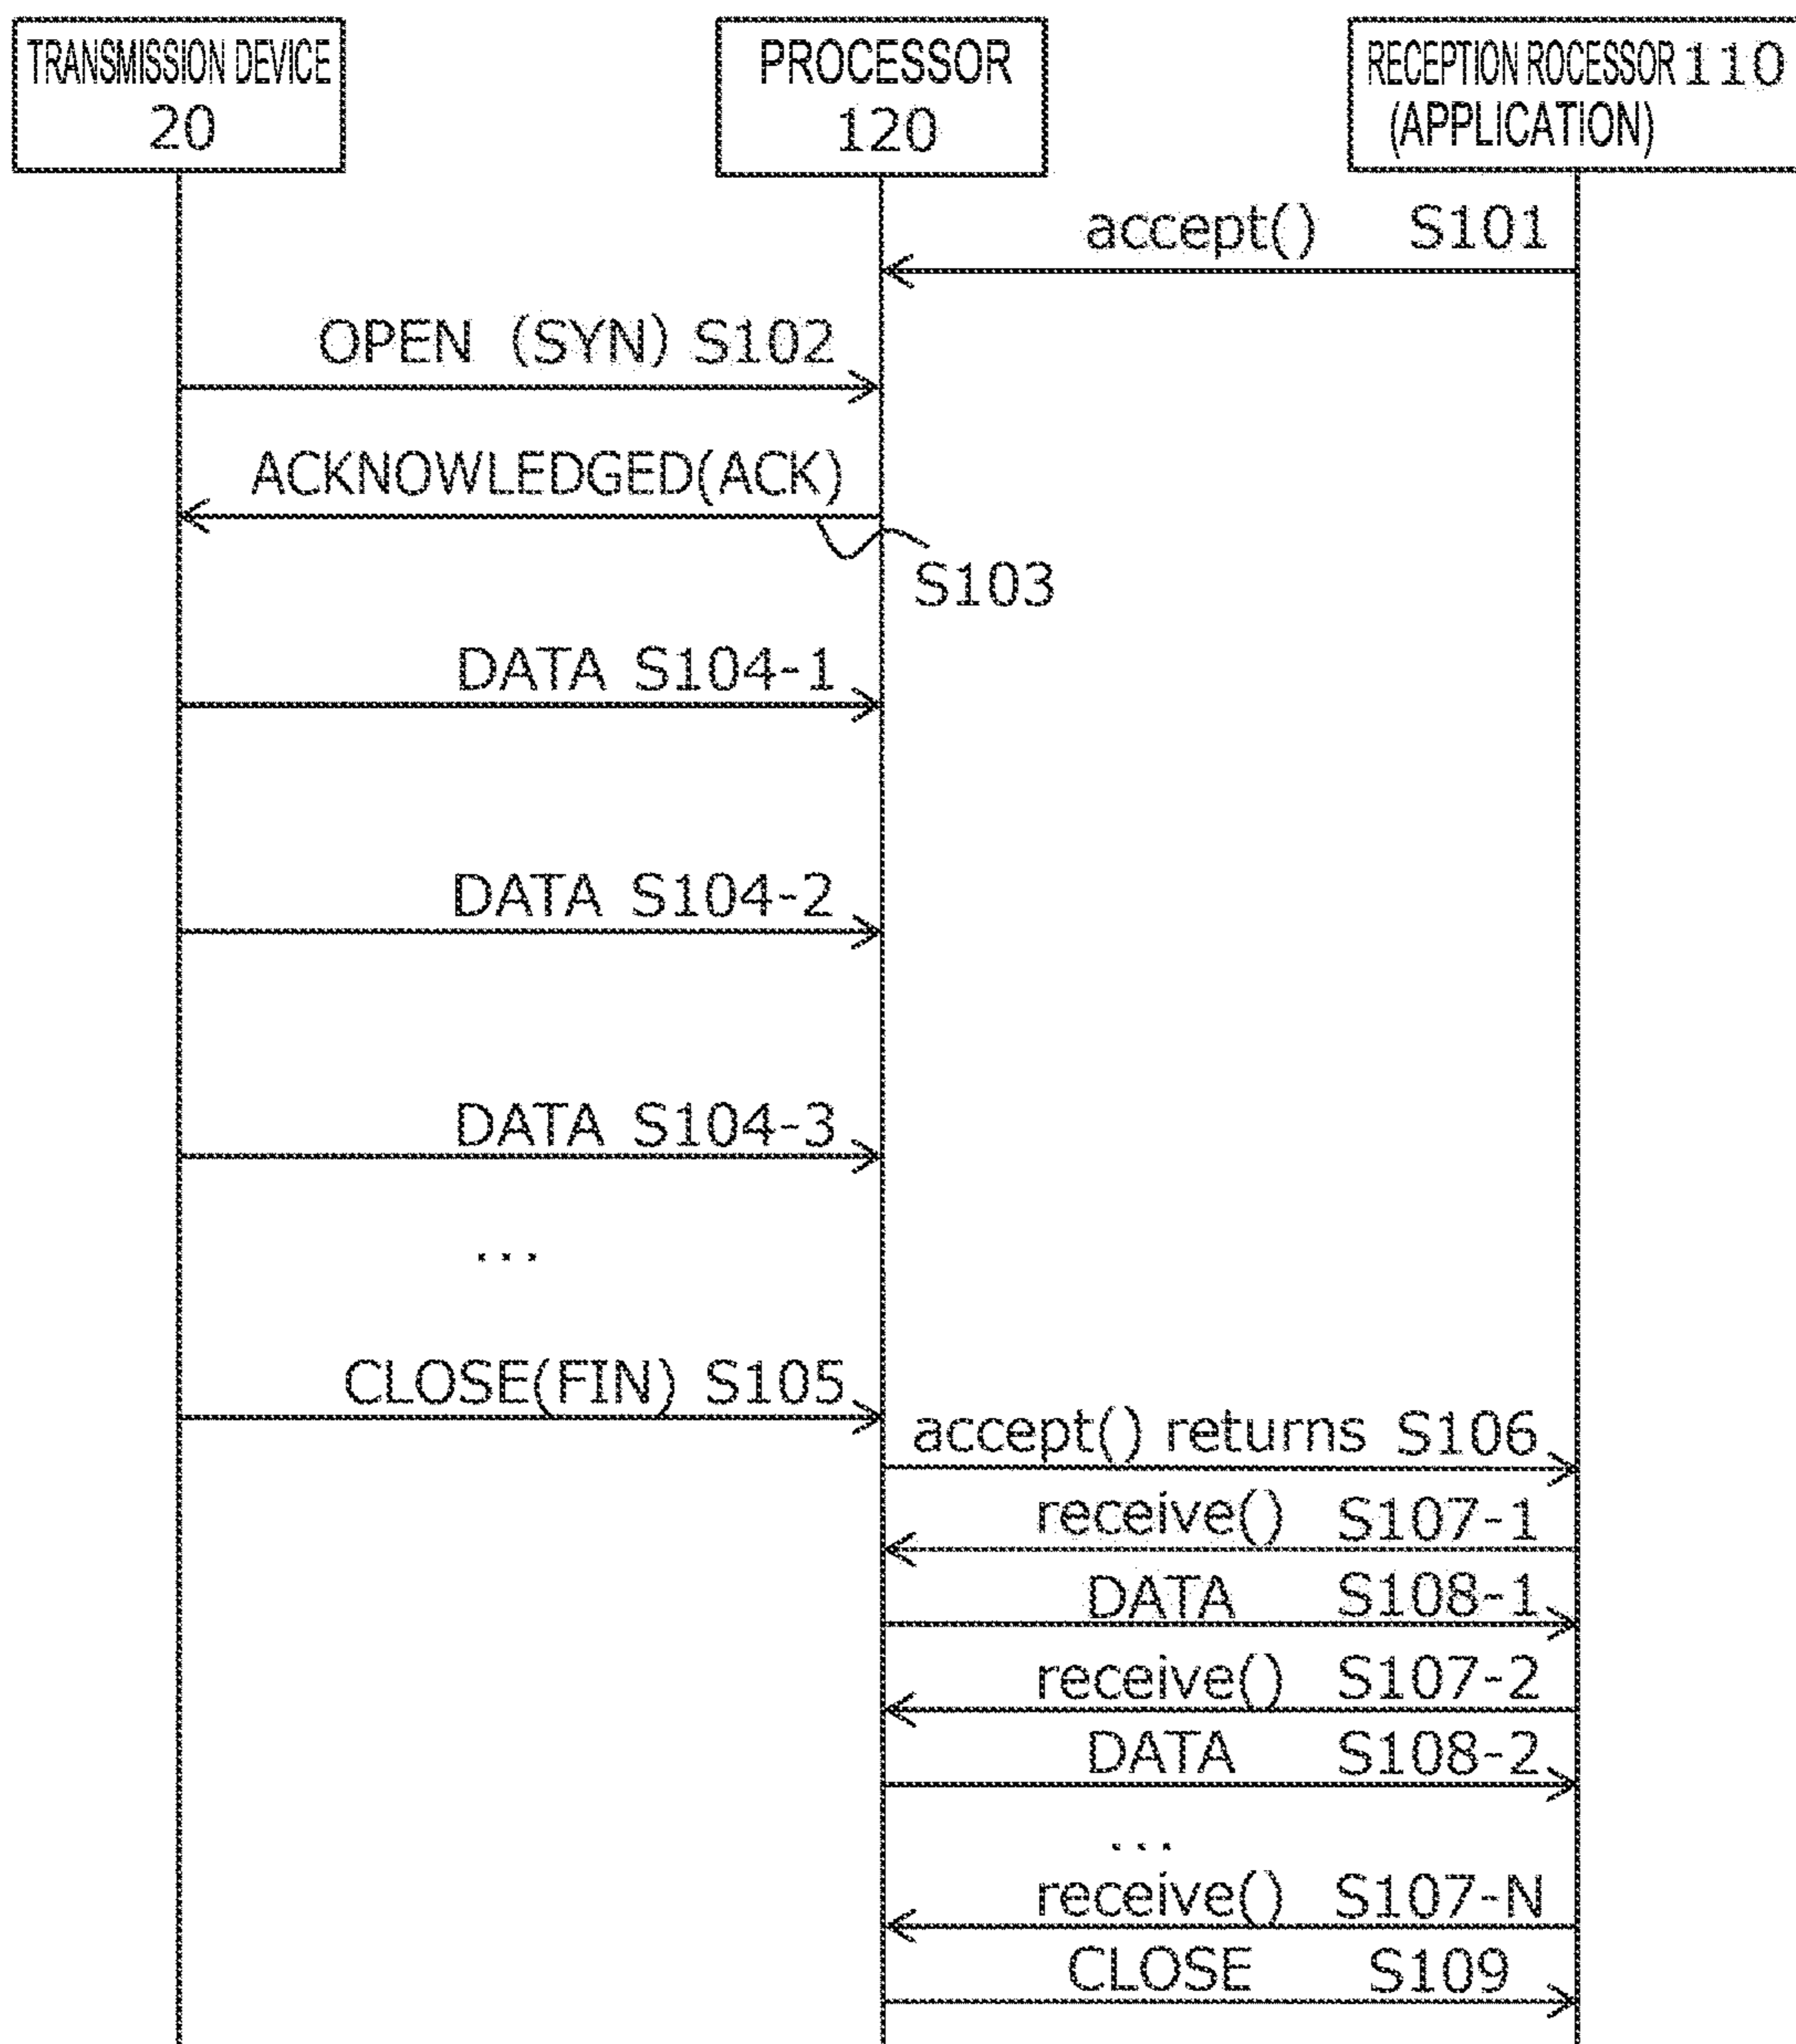 TRANSMISSION DEVICE
20
PROCESSOR
120
RECEPTION ROCESSOR 110
(APPLICATION)
accept() S101
OPEN (SYN) S102
ACKNOWLEDGED(ACK)
S103
DATA S104-1
DATA S104-2
DATA S104-3
...
CLOSE(FIN) S105
accept() returns S106
receive() S107-1
DATA S108-1
receive() S107-2
DATA S108-2
...
receive() S107-N
CLOSE S109